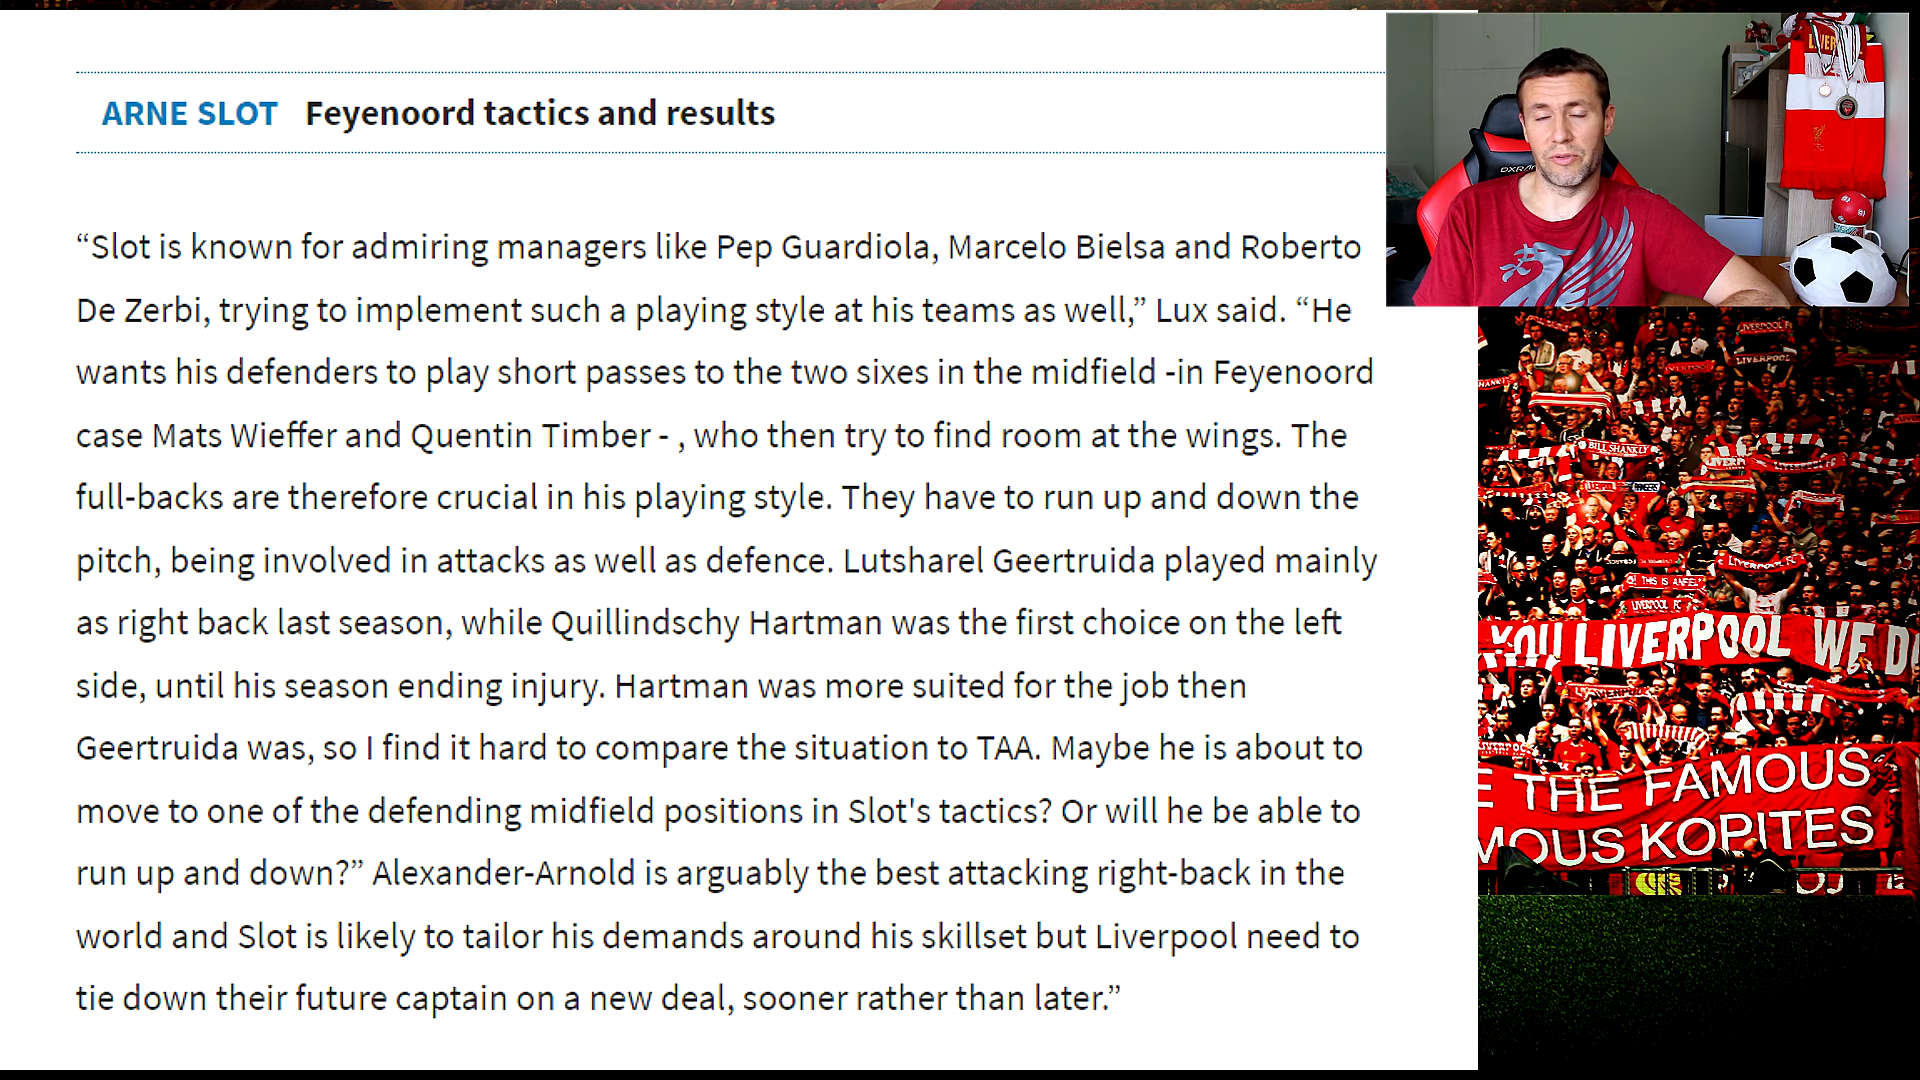 ARNE SLOT Feyenoord tactics and results
“Slot is known for admiring managers like Pep Guardiola, Marcelo Bielsa and Roberto
De Zerbi, trying to implement such a playing style at his teams as well,” Lux said. “He
wants his defenders to play short passes to the two sixes in the midfield -in Feyenoord
case Mats Wieffer and Quentin Timber - , who then try to find room at the wings. The
full-backs are therefore crucial in his playing style. They have to run up and down the
pitch, being involved in attacks as well as defence. Lutsharel Geertruida played mainly
as right back last season, while Quillindschy Hartman was the first choice on the left
side, until his season ending injury. Hartman was more suited for the job then
Geertruida was, so I find it hard to compare the situation to TAA. Maybe he is about to
move to one of the defending midfield positions in Slot's tactics? Or will he be able to
run up and down?” Alexander-Arnold is arguably the best attacking right-back in the
world and Slot is likely to tailor his demands around his skillset but Liverpool need to
tie down their future captain on a new deal, sooner rather than later.”
LIVERPOOL
BILL SHANKLY
THIS IS ANFIELD
LIVERPOOL FC
YOU LIVERPOOL WE
THE FAMOUS
KOPITES